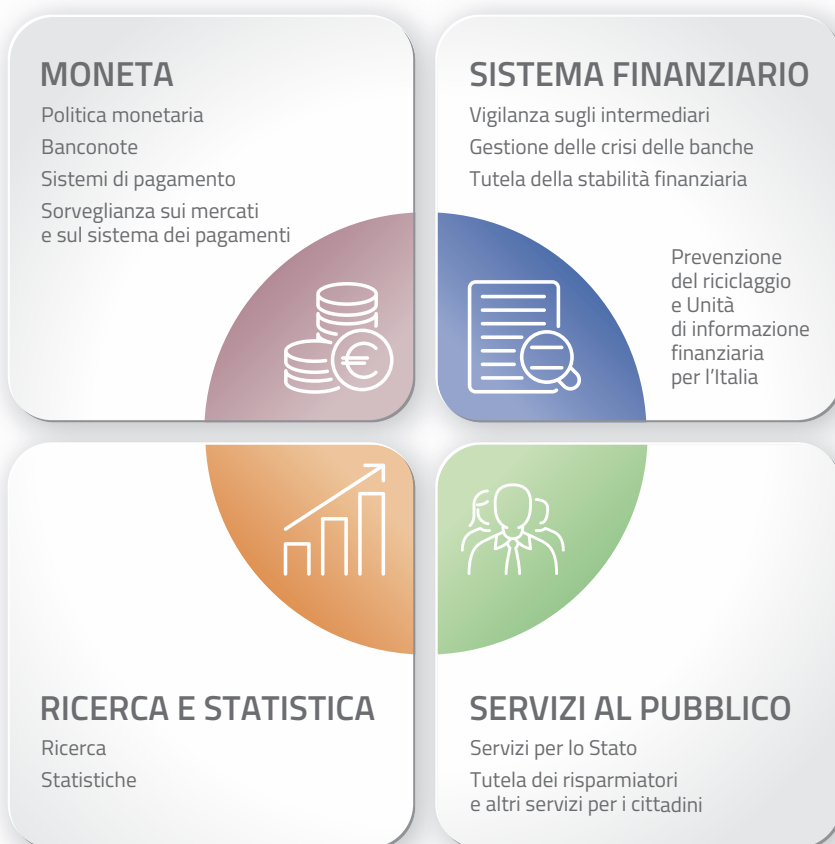 MONETA
Politica monetaria
Banconote
Sistemi di pagamento
Sorveglianza sui mercati
e sul sistema dei pagamenti
SISTEMA FINANZIARIO
Vigilanza sugli intermediari
Gestione delle crisi delle banche
Tutela della stabilità finanziaria
Prevenzione
del riciclaggio
e Unità
di informazione
finanziaria
per l'Italia
€
RICERCA E STATISTICA
Ricerca
Statistiche
SERVIZI AL PUBBLICO
Servizi per lo Stato
Tutela dei risparmiatori
e altri servizi per i cittadini